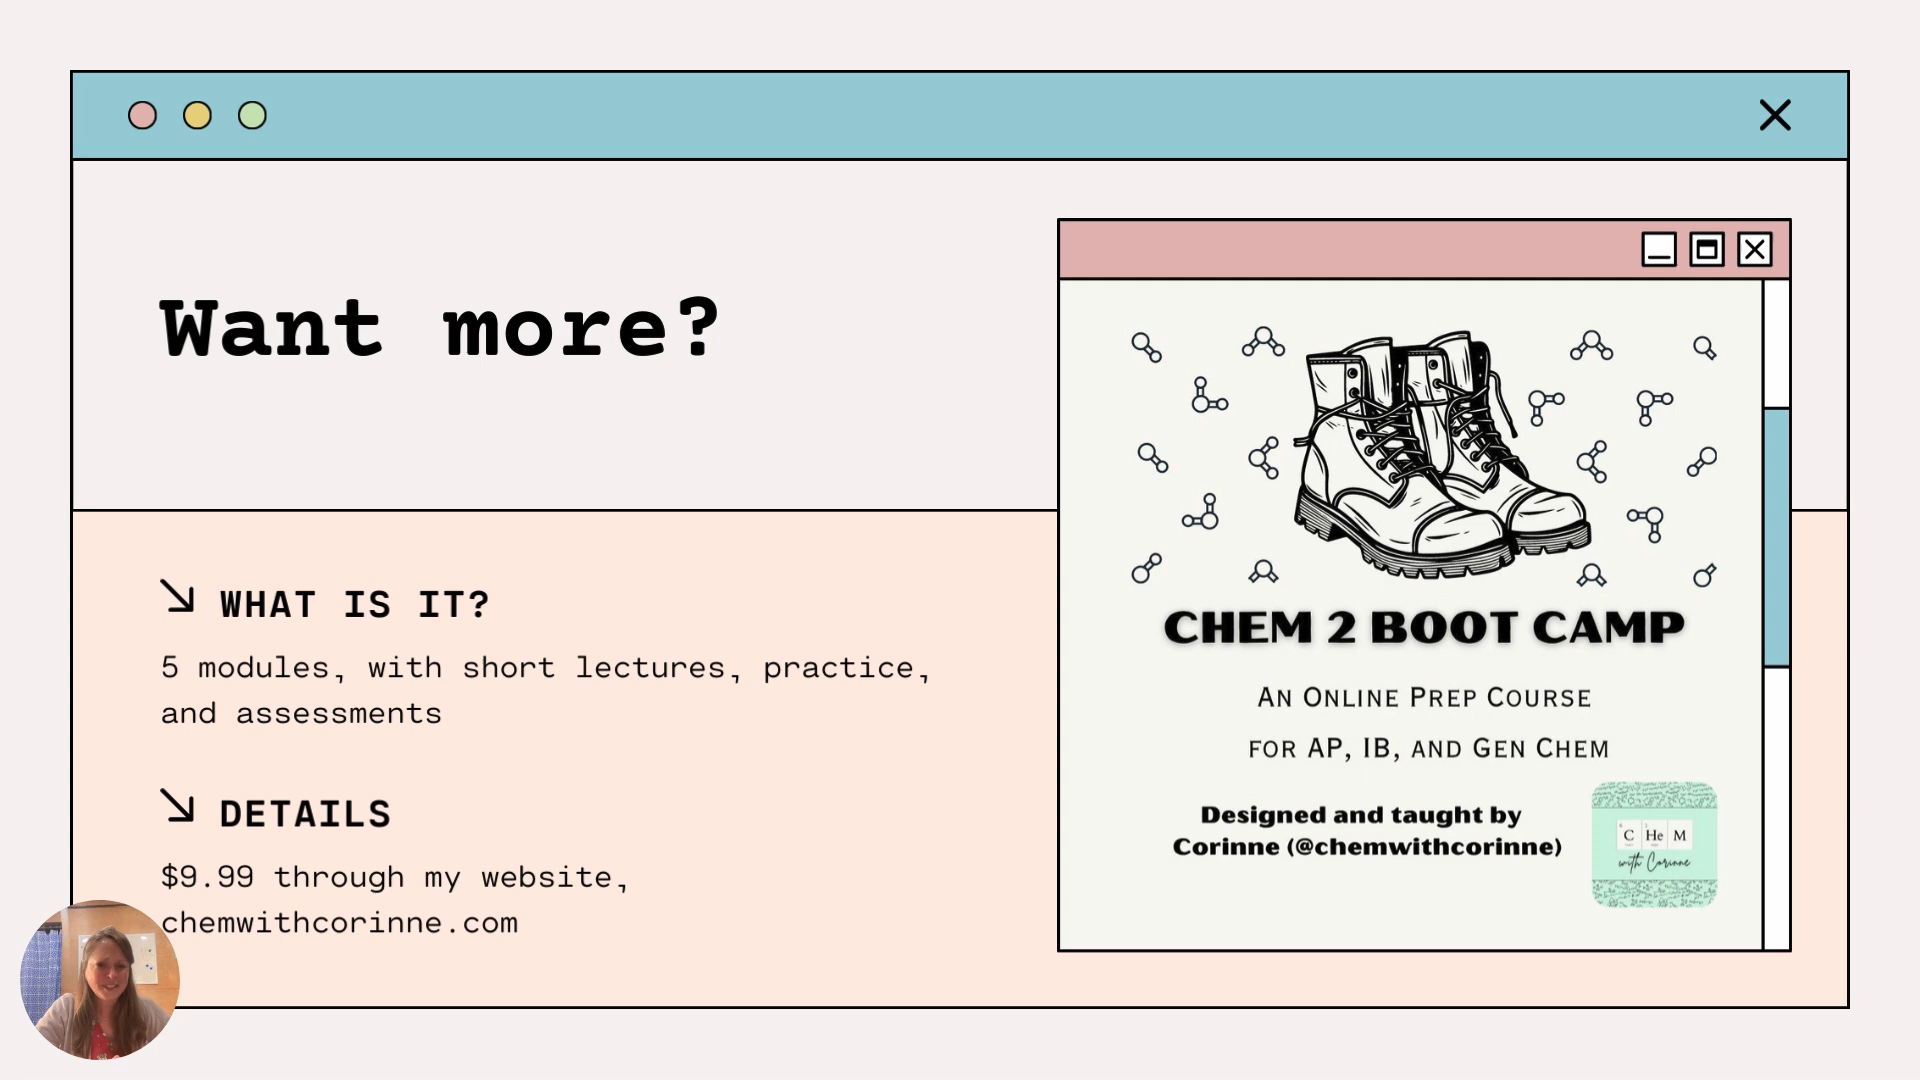 Want more?
WHAT IS IT?
5 modules, with short lectures, practice,
and assessments
DETAILS
$9.99 through my website,
chemwithcorinne.com
CHEM 2 BOOT CAMP
An Online Prep Course
for AP, IB, and Gen Chem
Designed and taught by
Corinne (@chemwithcorinne)
C He M
with Corinne